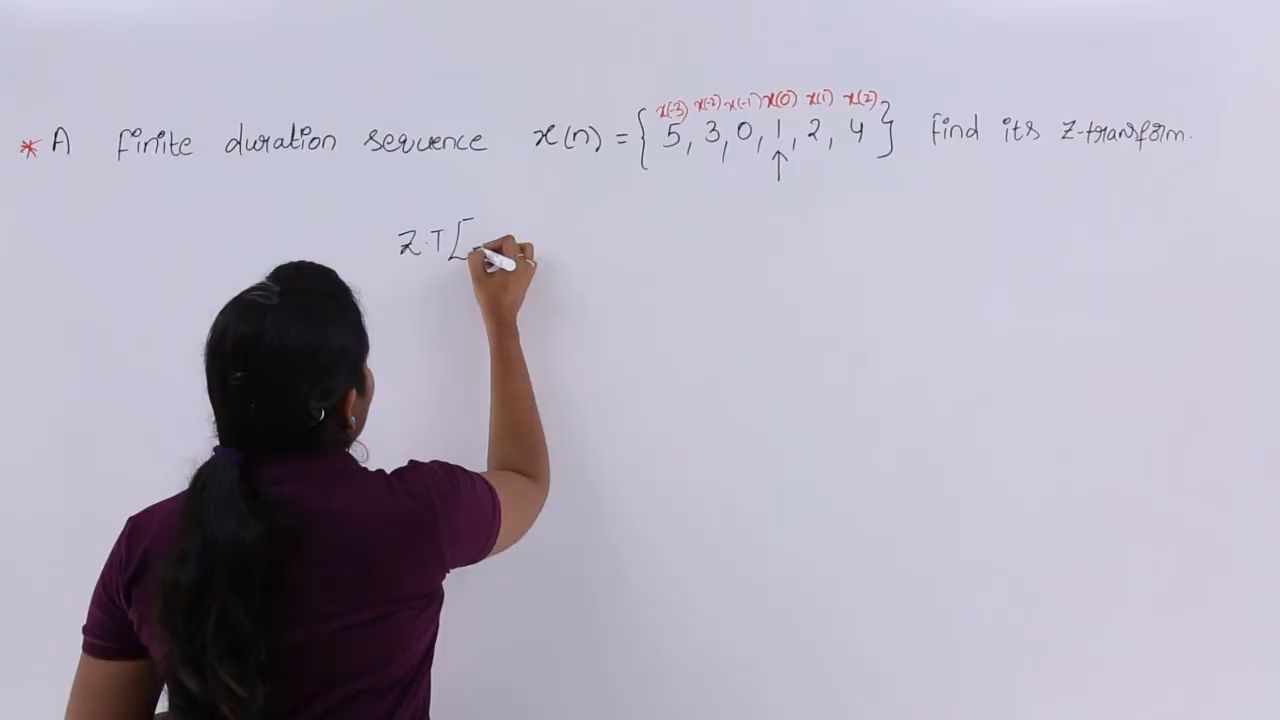 x(-3) x(-2) x(-1) x(0) x(1) x(2)
* A finite duration sequence x(n) = { 5, 3, 0, 1, 2, 4 } find its Z-transform.
↑
Z.T [